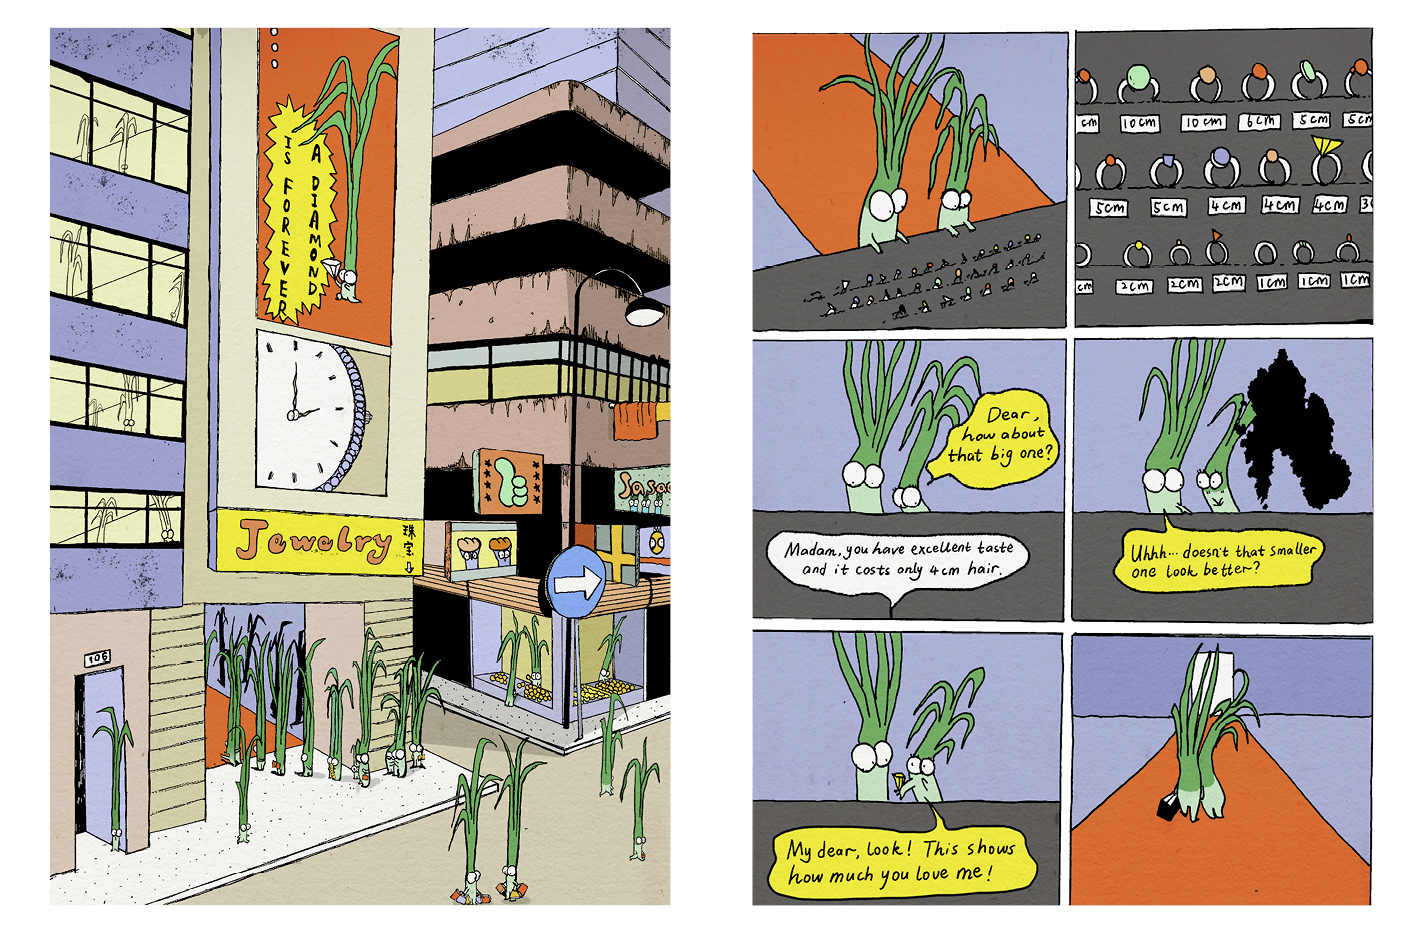 A DIAMOND
IS FOREVER
Jewelry
珠宝
106
cm
10cm
10cm
6cm
5cm
5cm
5cm
5cm
4cm
4cm
4cm
cm
2cm
2cm
2cm
1cm
1cm
1cm
Dear,
how about
that big one?
Madam, you have excellent taste
and it costs only 4cm hair.
Uhhh... doesn't that smaller
one look better?
My dear, look! This shows
how much you love me!